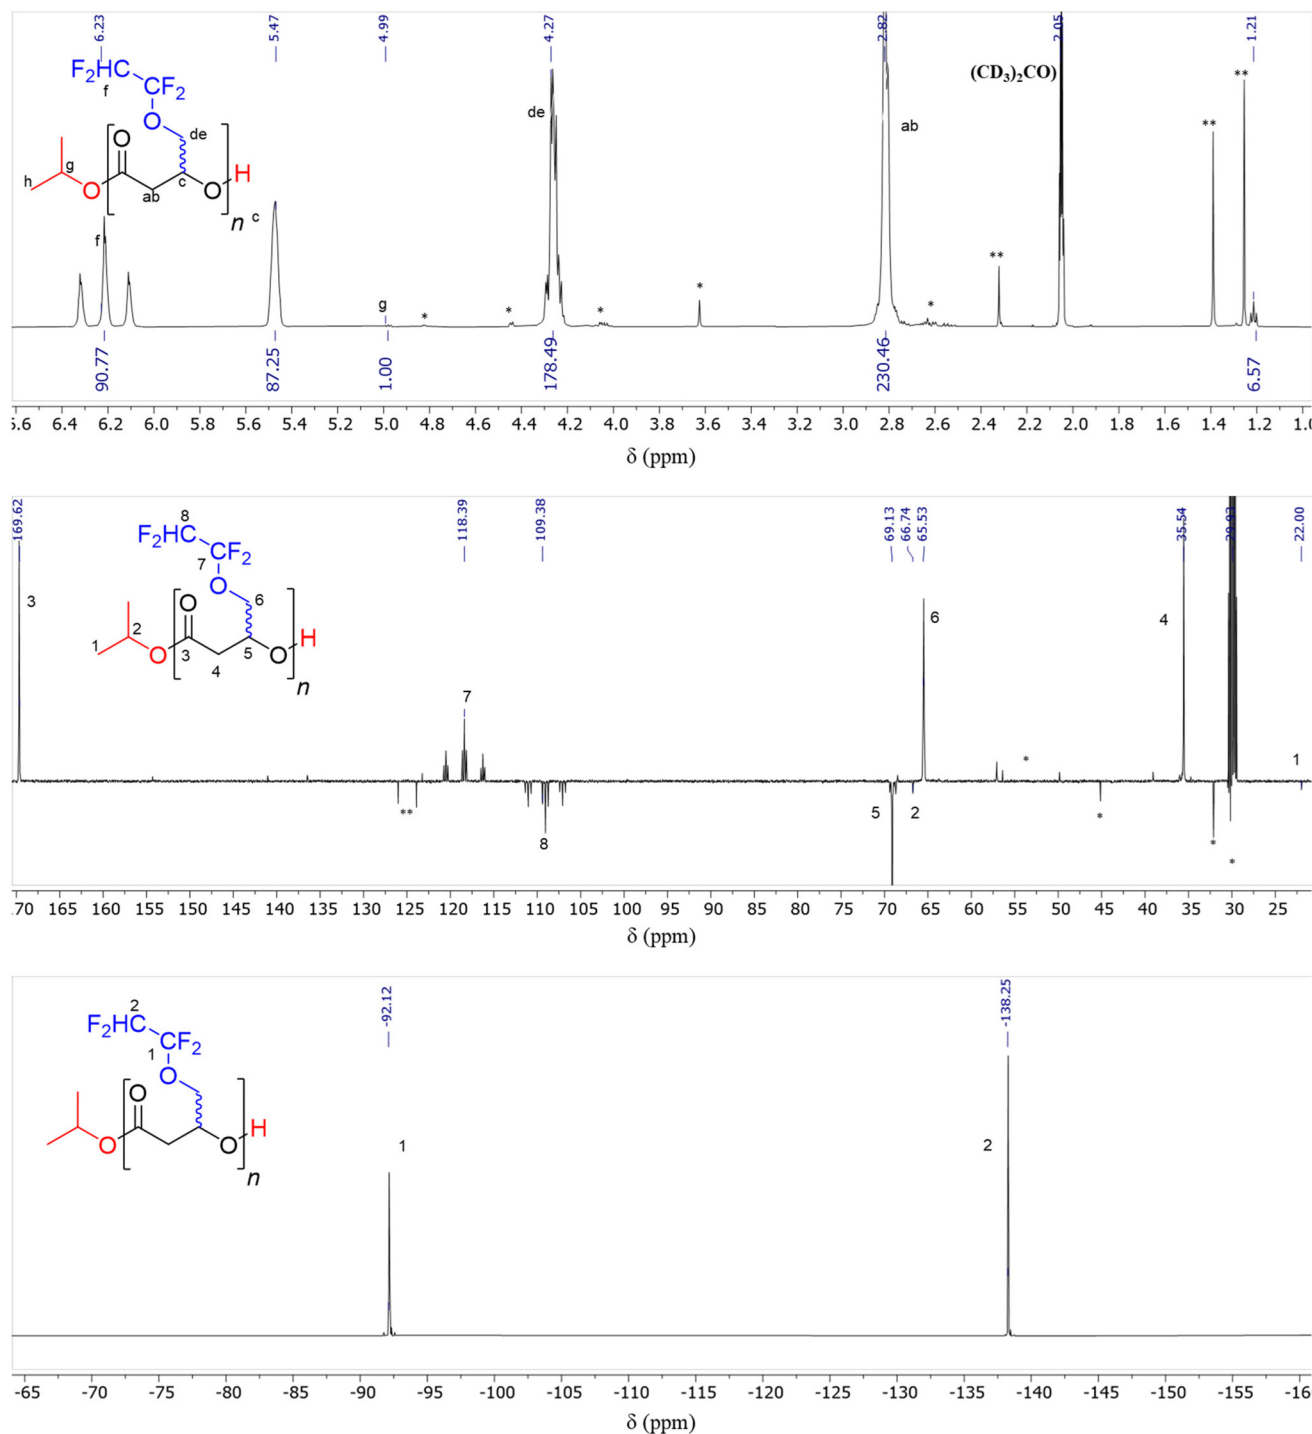 6.23 5.47 4.99 4.27 2.82 2.05 1.21
F2HC f CF2
O
O de
h g O c O H
ab n c
f
g
* * de * * ab * ** (CD3)2CO ** **
90.77 87.25 1.00 178.49 230.46 6.57
6.6 6.4 6.2 6.0 5.8 5.6 5.4 5.2 5.0 4.8 4.6 4.4 4.2 4.0 3.8 3.6 3.4 3.2 3.0 2.8 2.6 2.4 2.2 2.0 1.8 1.6 1.4 1.2 1.0
δ (ppm)
169.62 118.39 109.38 69.13 66.74 65.53 35.54 29.93 22.00
8
F2HC CF2
7
O 6
O
1 2 O 3 4 5 O H
n
3 7 8 ** 5 2 6 * * 4 * * 1
170 165 160 155 150 145 140 135 130 125 120 115 110 105 100 95 90 85 80 75 70 65 60 55 50 45 40 35 30 25
δ (ppm)
-92.12 -138.25
2
F2HC CF2
1
O
O
O O H
n
1 2
-65 -70 -75 -80 -85 -90 -95 -100 -105 -110 -115 -120 -125 -130 -135 -140 -145 -150 -155 -16
δ (ppm)